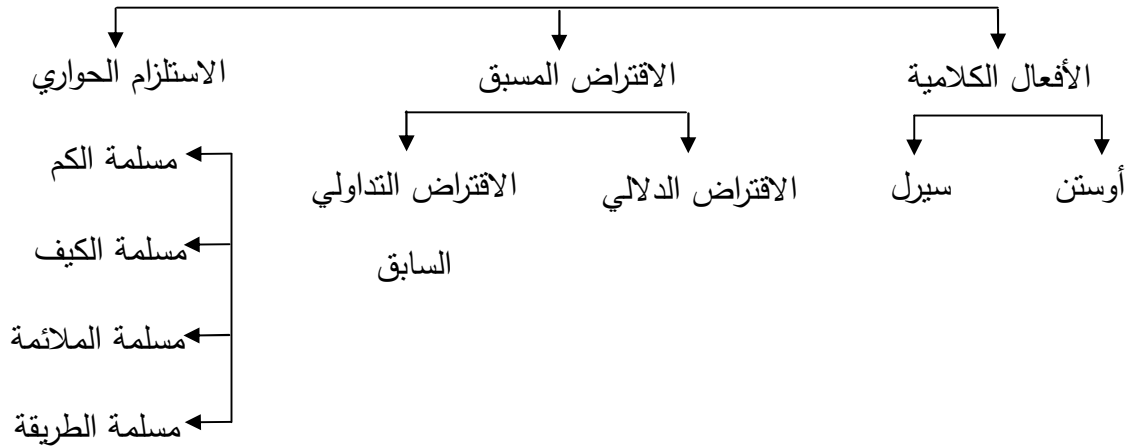 الأفعال الكلامية
الاقتراض المسبق
الاستلزام الحواري
أوستن
سيرل
الاقتراض الدلالي
الاقتراض التداولي
السابق
مسلمة الكم
مسلمة الكيف
مسلمة الملائمة
مسلمة الطريقة